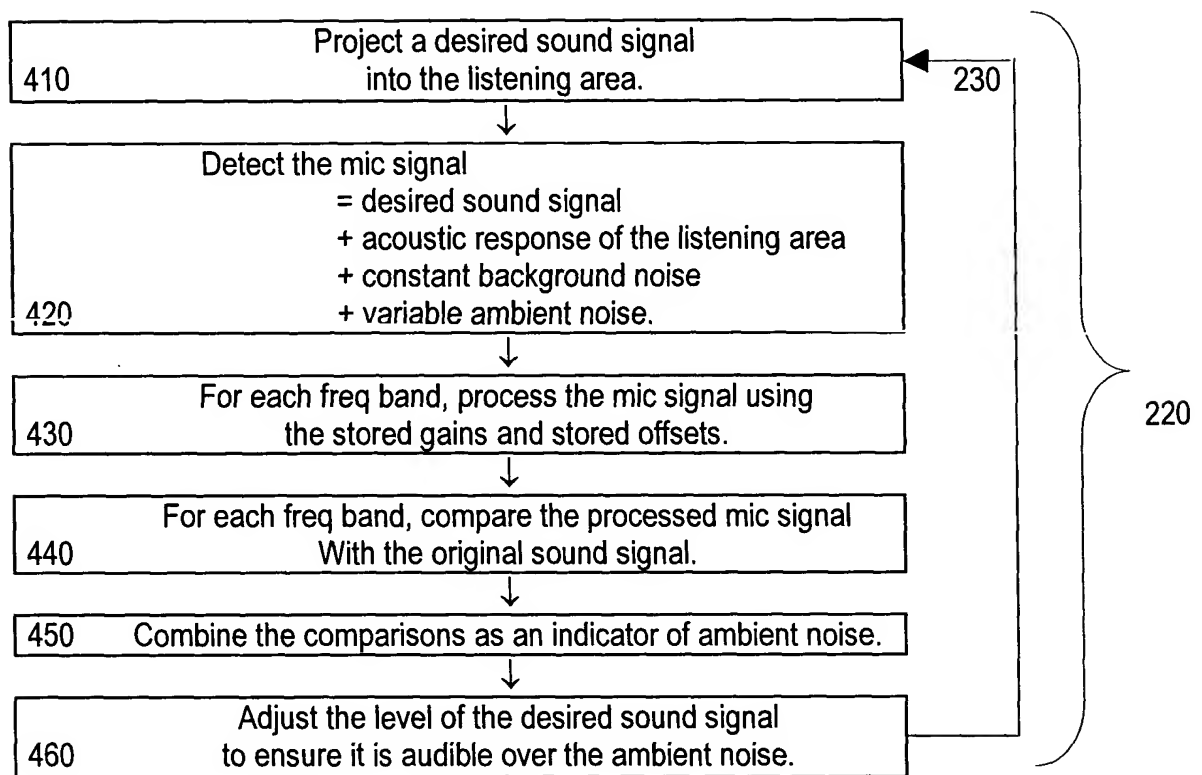 Project a desired sound signal
410 into the listening area.
230
↓
Detect the mic signal
= desired sound signal
+ acoustic response of the listening area
+ constant background noise
420 + variable ambient noise.
↓
For each freq band, process the mic signal using
430 the stored gains and stored offsets.
220
↓
For each freq band, compare the processed mic signal
440 With the original sound signal.
↓
450 Combine the comparisons as an indicator of ambient noise.
↓
Adjust the level of the desired sound signal
460 to ensure it is audible over the ambient noise.